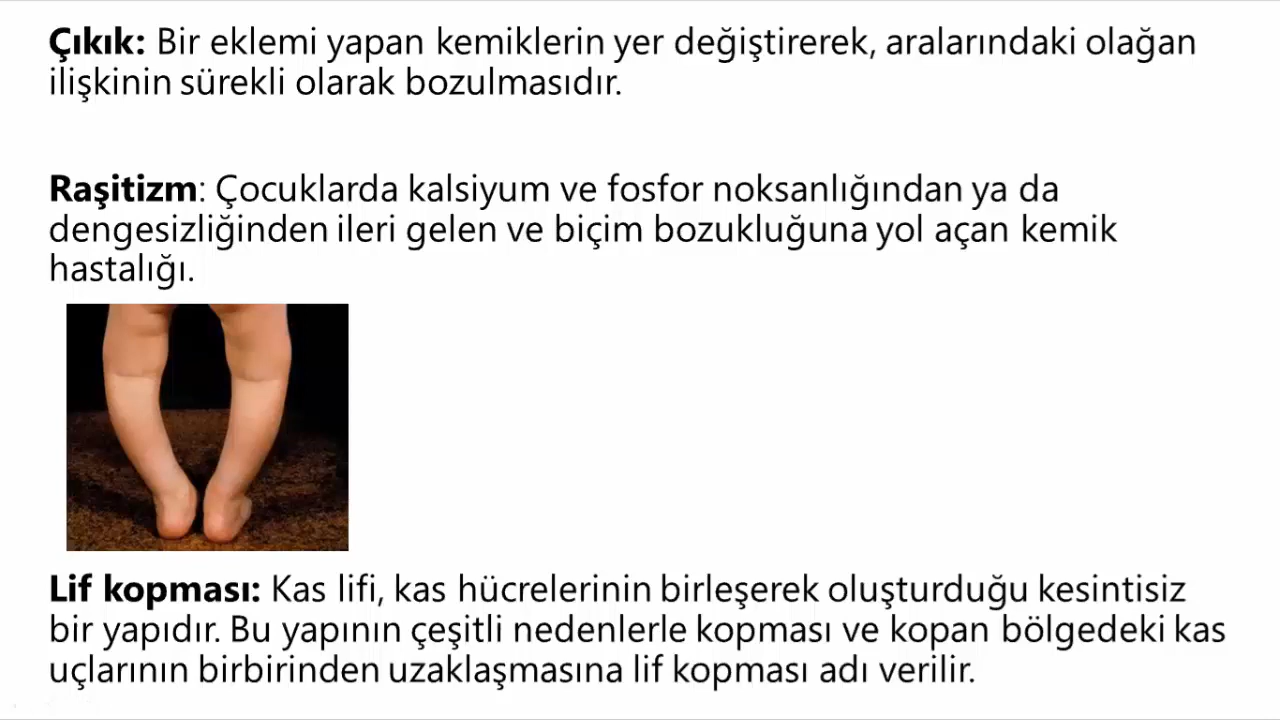 Çıkık: Bir eklemi yapan kemiklerin yer değiştirerek, aralarındaki olağan
ilişkinin sürekli olarak bozulmasıdır.
Raşitizm: Çocuklarda kalsiyum ve fosfor noksanlığından ya da
dengesizliğinden ileri gelen ve biçim bozukluğuna yol açan kemik
hastalığı.
Lif kopması: Kas lifi, kas hücrelerinin birleşerek oluşturduğu kesintisiz
bir yapıdır. Bu yapının çeşitli nedenlerle kopması ve kopan bölgedeki kas
uçlarının birbirinden uzaklaşmasına lif kopması adı verilir.